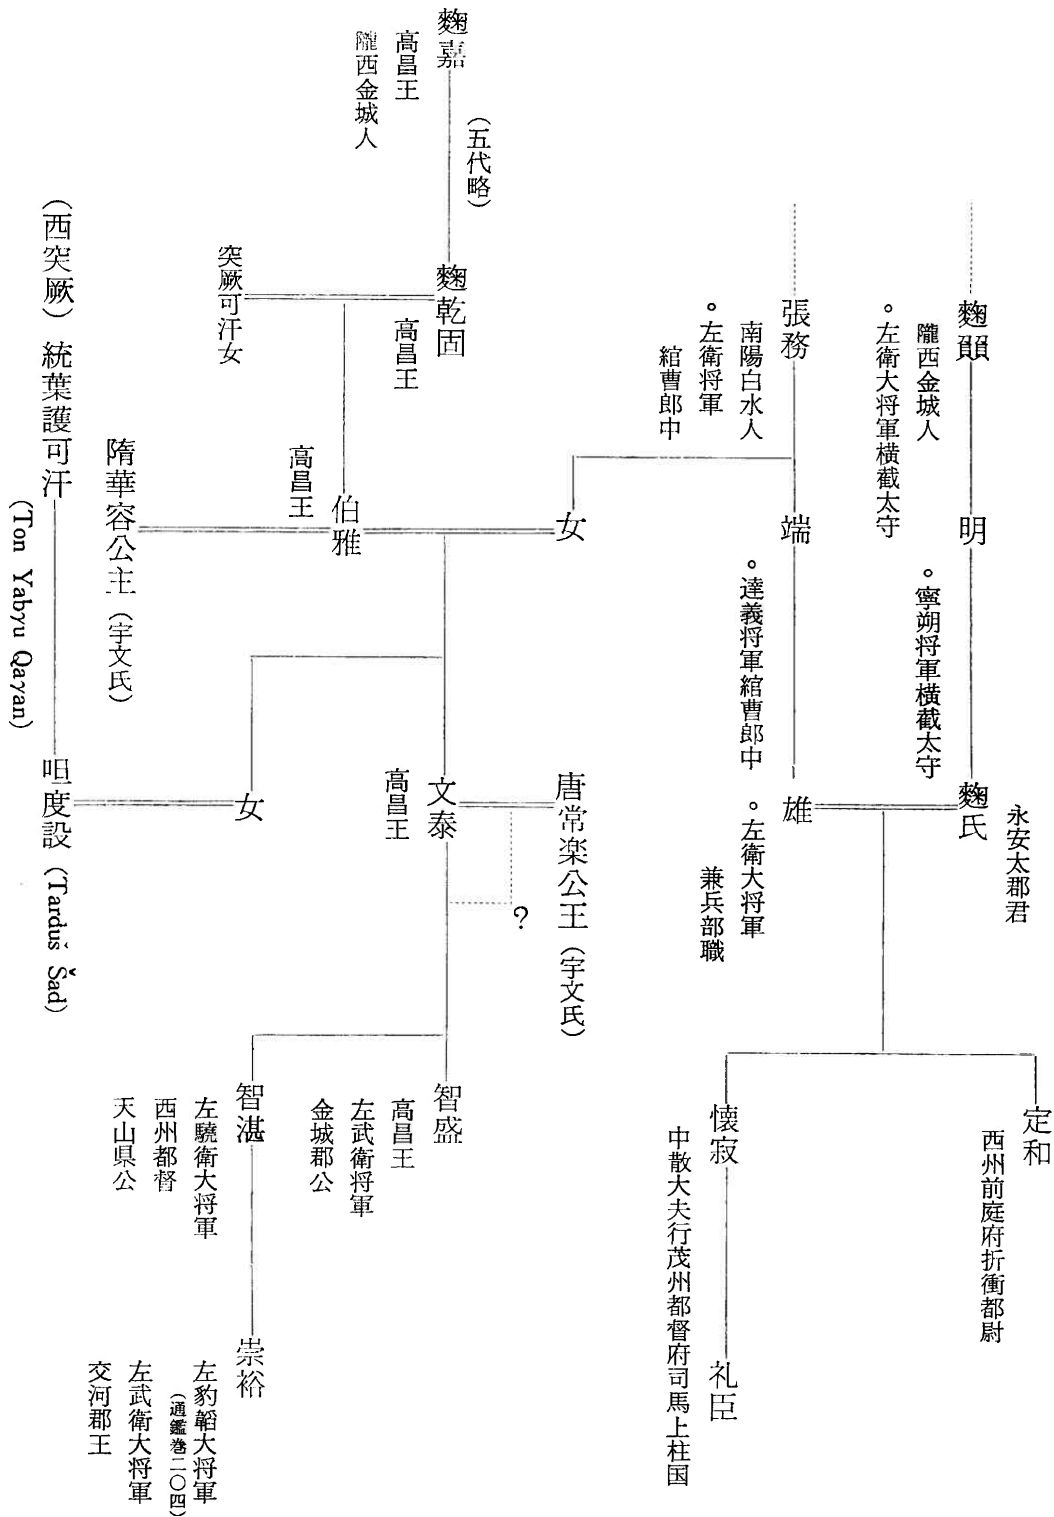 定和
永安太郡君
西州前庭府折衝都尉
麴
明
麴氏
隴西金城人
。寧朔将軍横截太守
。左衛大将軍横截太守
張務
端
雄
南陽白水人
。達義将軍綰曹郎中
。左衛大将軍
懐寂
礼臣
。左衛将軍
兼兵部職
綰曹郎中
中散大夫行茂州都督府司馬上柱国
女
唐常楽公王（宇文氏）
?
（五代略）
麴嘉
麴乾固
文泰
智盛
高昌王
高昌王
高昌王
高昌王
隴西金城人
左武衛将軍
伯雅
金城郡公
高昌王
突厥可汗女
女
智湛
崇裕
左驍衛大将軍
左豹韜大将軍
（通鑑巻二〇四）
西州都督
左武衛大将軍
天山県公
交河郡王
隋華容公主（宇文氏）
（西突厥）統葉護可汗
咀度設（Tarduš Šad）
(Ton Yabγu Qaγan)